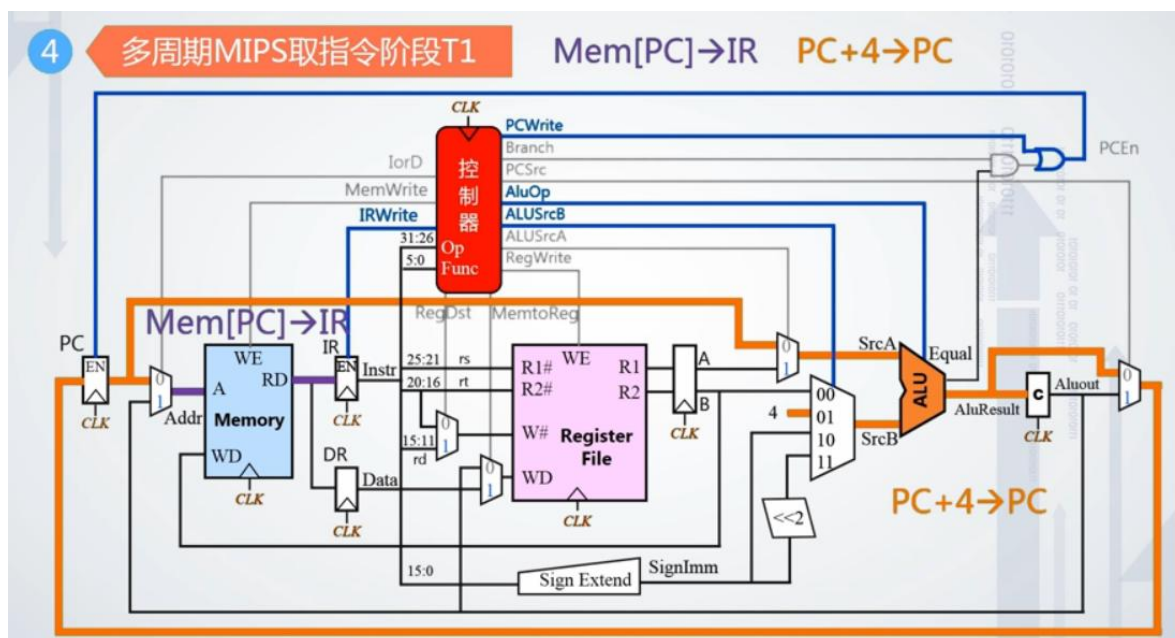 4 多周期MIPS取指令阶段T1 Mem[PC]→IR PC+4→PC
CLK
PCWrite
Branch
PCEn
IorD
PCSrc
MemWrite
AluOp
IRWrite
ALUSrcB
控制器
31:26
ALUSrcA
Op
RegWrite
5:0
Func
RegDst
MemtoReg
Mem[PC]→IR
PC
IR
EN
WE
EN
Instr
25:21 rs
R1#
WE
R1
A
0
1
SrcA
Equal
0
1
A
RD
20:16 rt
R2#
R2
B
00
01
10
11
4
ALU
AluResult
C
Aluout
0
1
CLK
Addr
Memory
CLK
0
1
W#
Register File
CLK
SrcB
CLK
15:11
rd
DR
WD
Data
0
1
WD
CLK
CLK
CLK
<<2
PC+4→PC
15:0
Sign Extend
SignImm